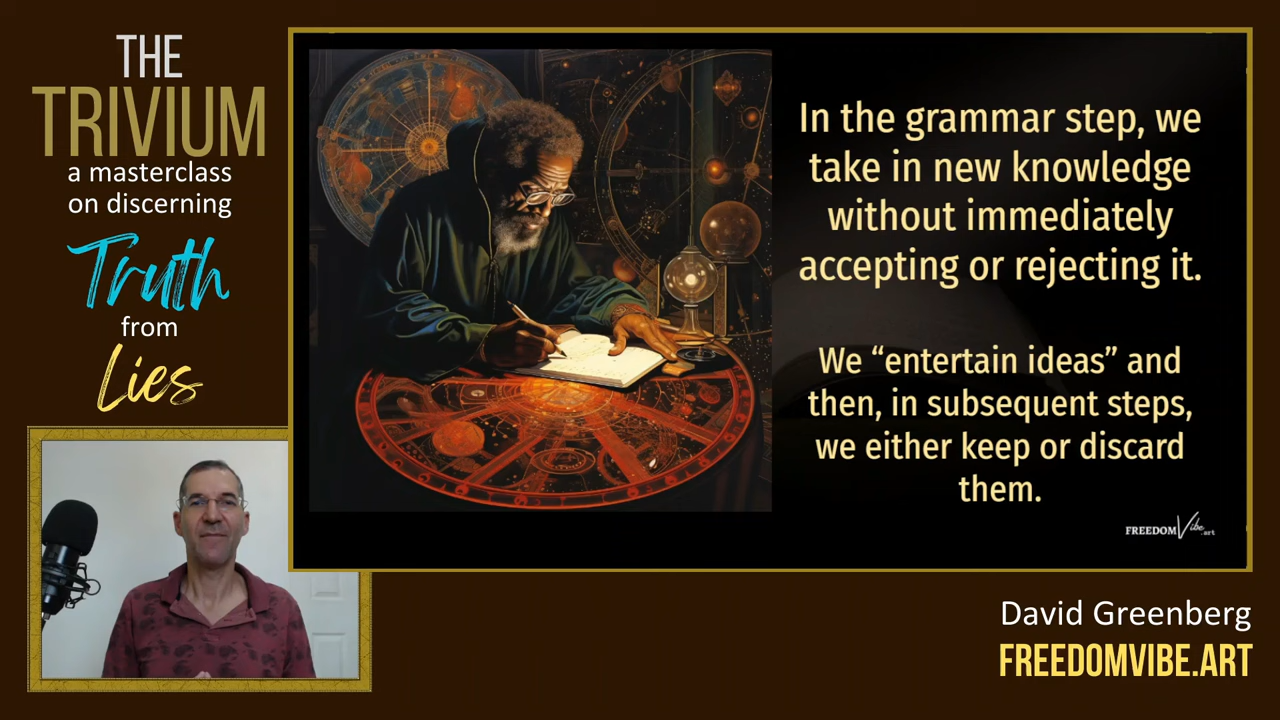 THE
TRIVIUM
a masterclass
on discerning
Truth
from
Lies
In the grammar step, we
take in new knowledge
without immediately
accepting or rejecting it.
We “entertain ideas” and
then, in subsequent steps,
we either keep or discard
them.
FREEDOMVibe.art
David Greenberg
FREEDOMVIBE.ART